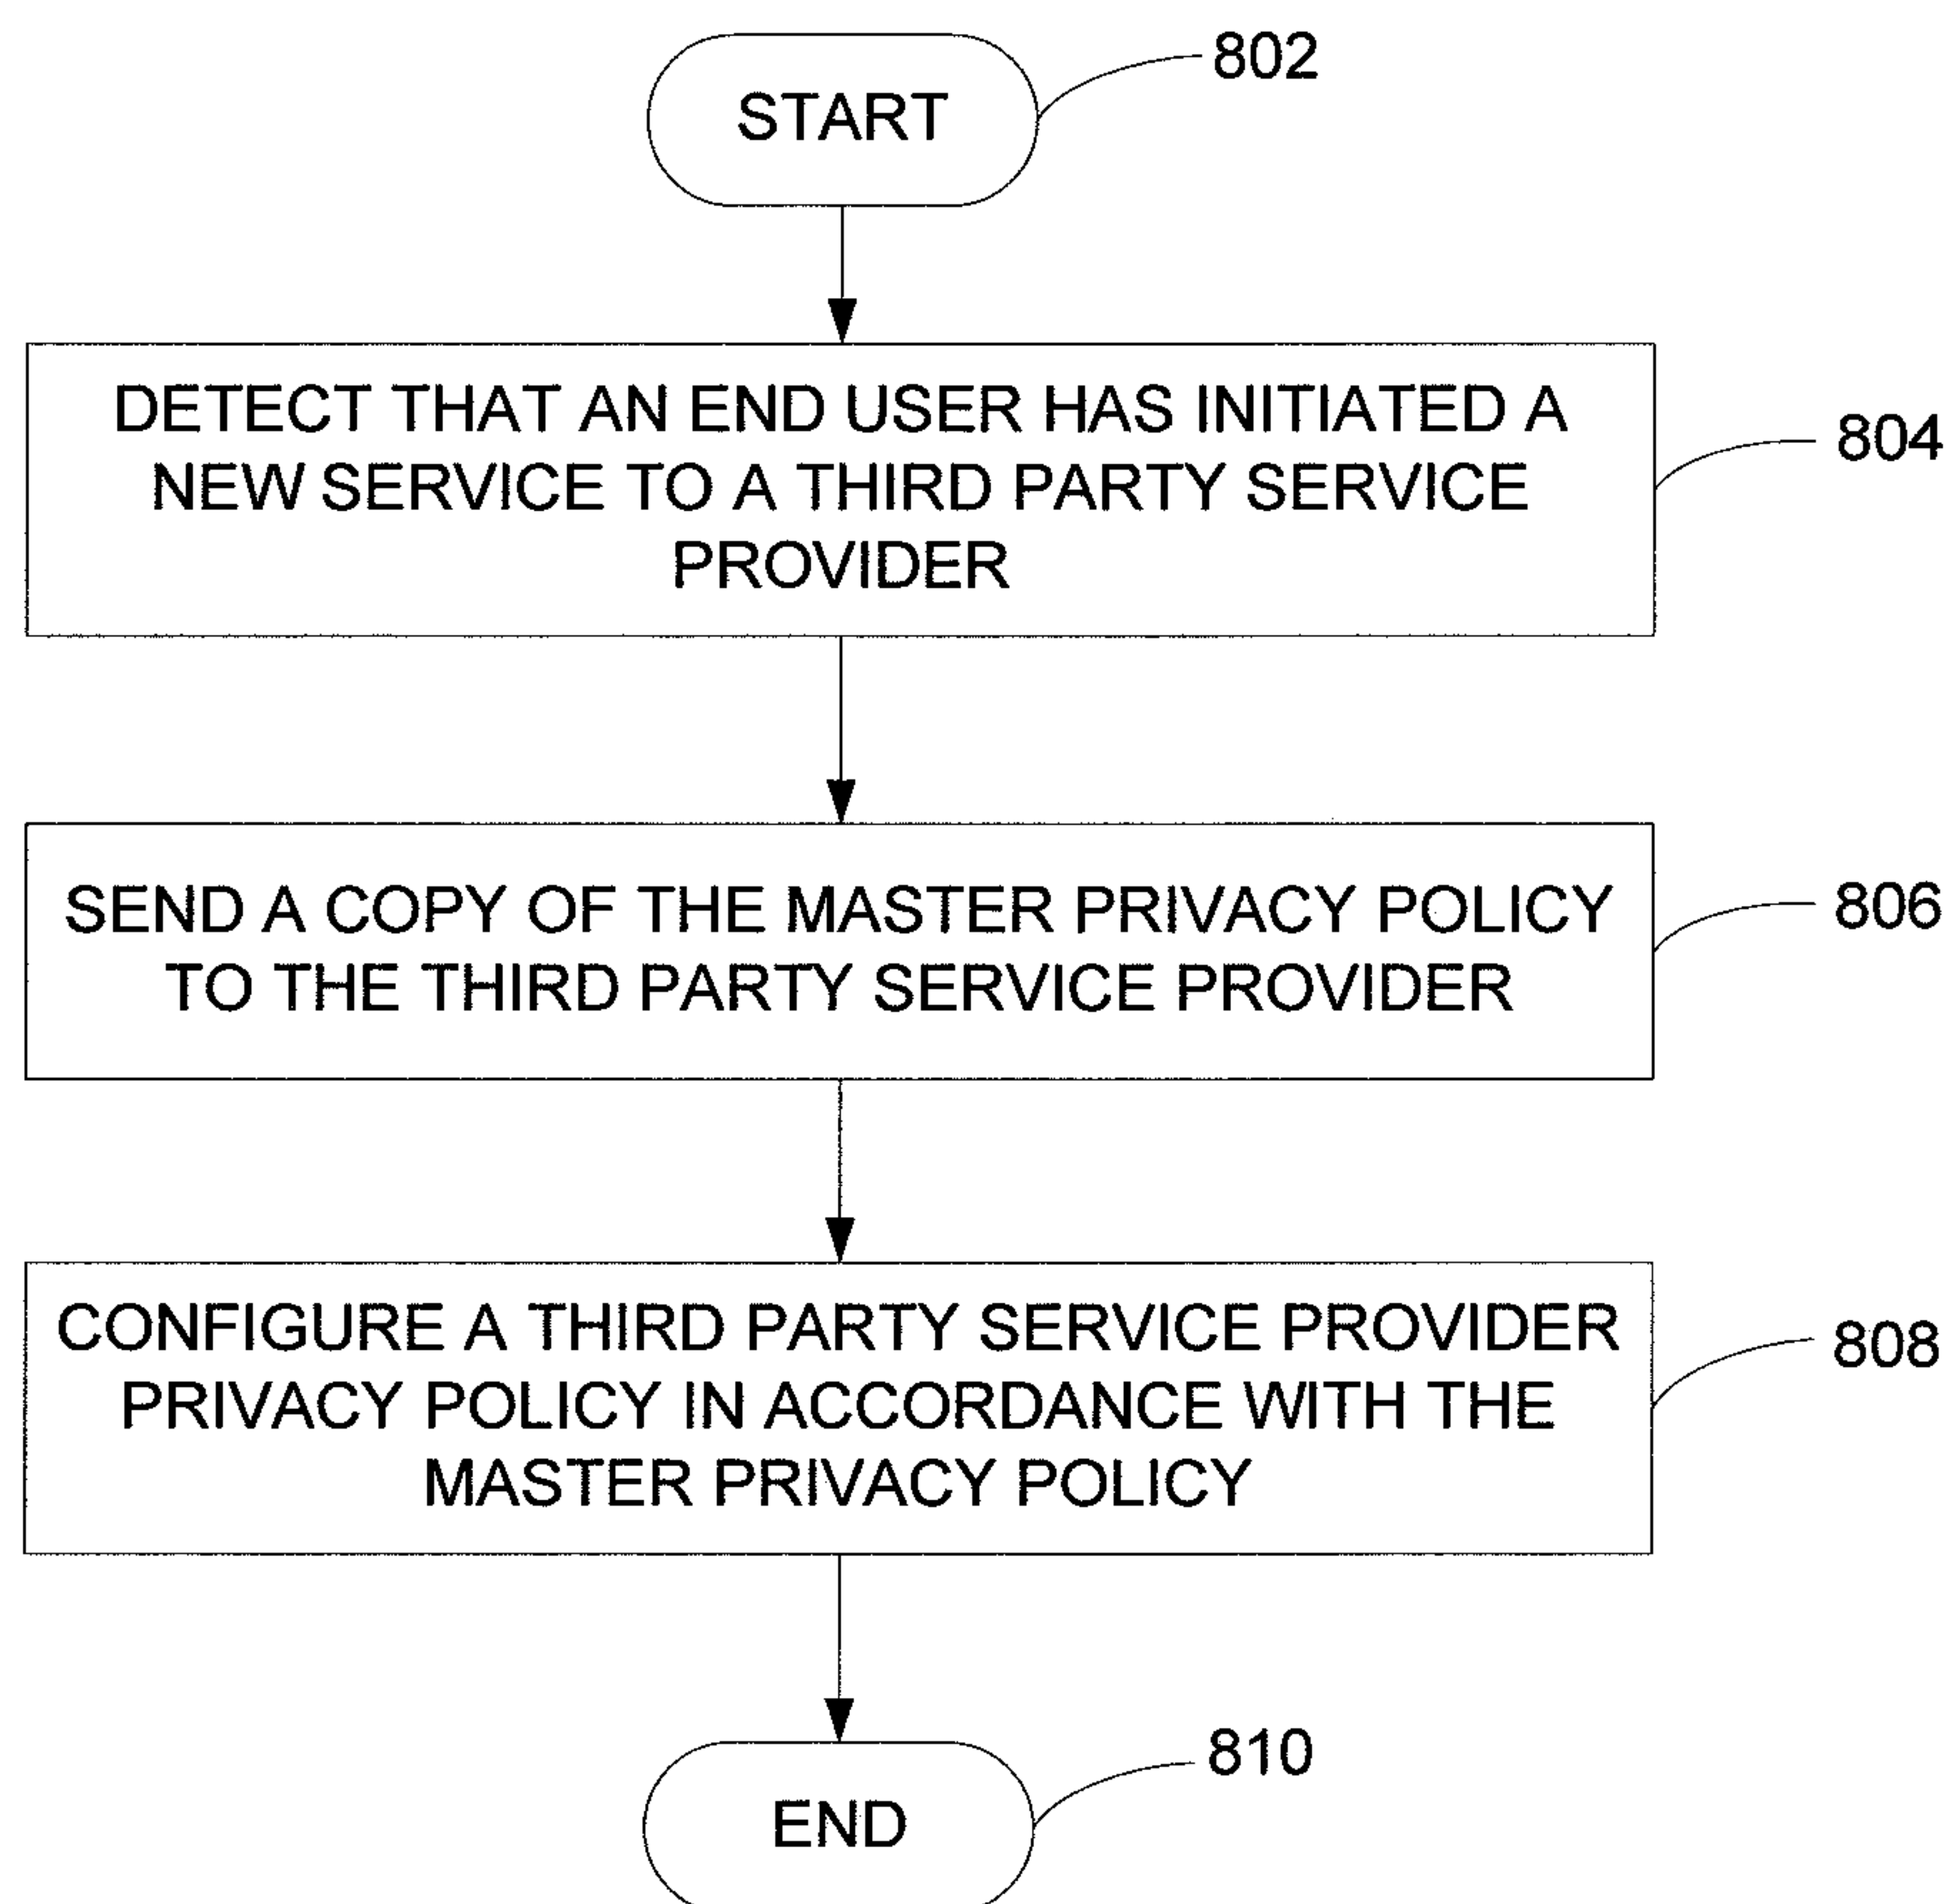 802
START
DETECT THAT AN END USER HAS INITIATED A
NEW SERVICE TO A THIRD PARTY SERVICE
PROVIDER
804
SEND A COPY OF THE MASTER PRIVACY POLICY
TO THE THIRD PARTY SERVICE PROVIDER
806
CONFIGURE A THIRD PARTY SERVICE PROVIDER
PRIVACY POLICY IN ACCORDANCE WITH THE
MASTER PRIVACY POLICY
808
810
END